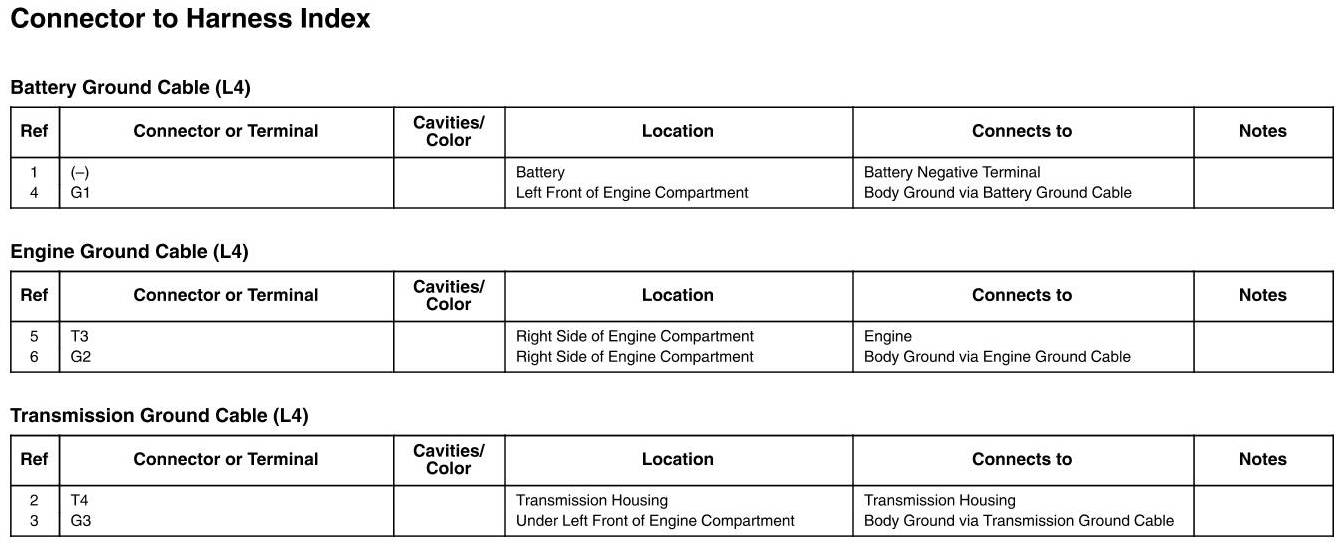 Connector to Harness Index
Battery Ground Cable (L4)
Ref Connector or Terminal Cavities/ Color Location Connects to Notes
1 (–) Battery Battery Negative Terminal
4 G1 Left Front of Engine Compartment Body Ground via Battery Ground Cable
Engine Ground Cable (L4)
Ref Connector or Terminal Cavities/ Color Location Connects to Notes
5 T3 Right Side of Engine Compartment Engine
6 G2 Right Side of Engine Compartment Body Ground via Engine Ground Cable
Transmission Ground Cable (L4)
Ref Connector or Terminal Cavities/ Color Location Connects to Notes
2 T4 Transmission Housing Transmission Housing
3 G3 Under Left Front of Engine Compartment Body Ground via Transmission Ground Cable